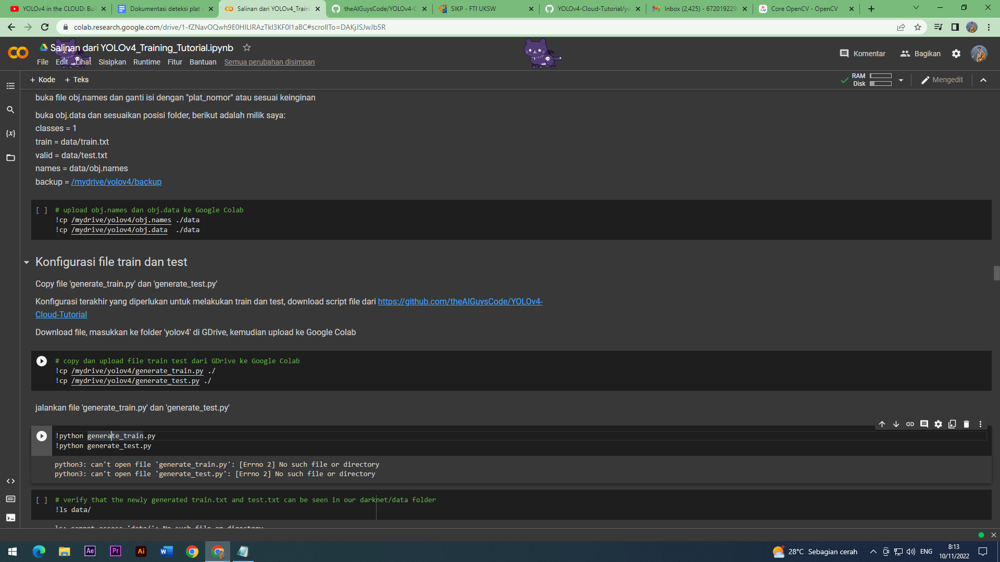 YOLOv4 in the CLOUD: Bui
Dokumentasi deteksi plat
Salinan dari YOLOv4_Traini
theAIGuysCode/YOLOv4-C
SIKP - FTI UKSW
YOLOv4-Cloud-Tutorial/yo
Inbox (2,425) - 672019229
Core OpenCV - OpenCV
colab.research.google.com/drive/1-fZNavOQwh9E0HILIRAzTkI3KF0I1aBC#scrollTo=DAKjJSJwJb5R
Salinan dari YOLOv4_Training_Tutorial.ipynb
File Edit Lihat Sisipkan Runtime Fitur Bantuan Semua perubahan disimpan
Komentar
Bagikan
+ Kode + Teks
RAM
Disk
Mengedit
buka file obj.names dan ganti isi dengan "plat_nomor" atau sesuai keinginan
buka obj.data dan sesuaikan posisi folder, berikut adalah milik saya:
classes = 1
train = data/train.txt
valid = data/test.txt
names = data/obj.names
backup = /mydrive/yolov4/backup
[ ] # upload obj.names dan obj.data ke Google Colab
!cp /mydrive/yolov4/obj.names ./data
!cp /mydrive/yolov4/obj.data ./data
Konfigurasi file train dan test
Copy file 'generate_train.py' dan 'generate_test.py'
Konfigurasi terakhir yang diperlukan untuk melakukan train dan test, download script file dari https://github.com/theAIGuysCode/YOLOv4-
Cloud-Tutorial
Download file, masukkan ke folder 'yolov4' di GDrive, kemudian upload ke Google Colab
# copy dan upload file train test dari GDrive ke Google Colab
!cp /mydrive/yolov4/generate_train.py ./
!cp /mydrive/yolov4/generate_test.py ./
jalankan file 'generate_train.py' dan 'generate_test.py'
!python generate_train.py
!python generate_test.py
python3: can't open file 'generate_train.py': [Errno 2] No such file or directory
python3: can't open file 'generate_test.py': [Errno 2] No such file or directory
[ ] # verify that the newly generated train.txt and test.txt can be seen in our darknet/data folder
!ls data/
ls: cannot access 'data/': No such file or directory
28°C Sebagian cerah
ENG
8:13
10/11/2022